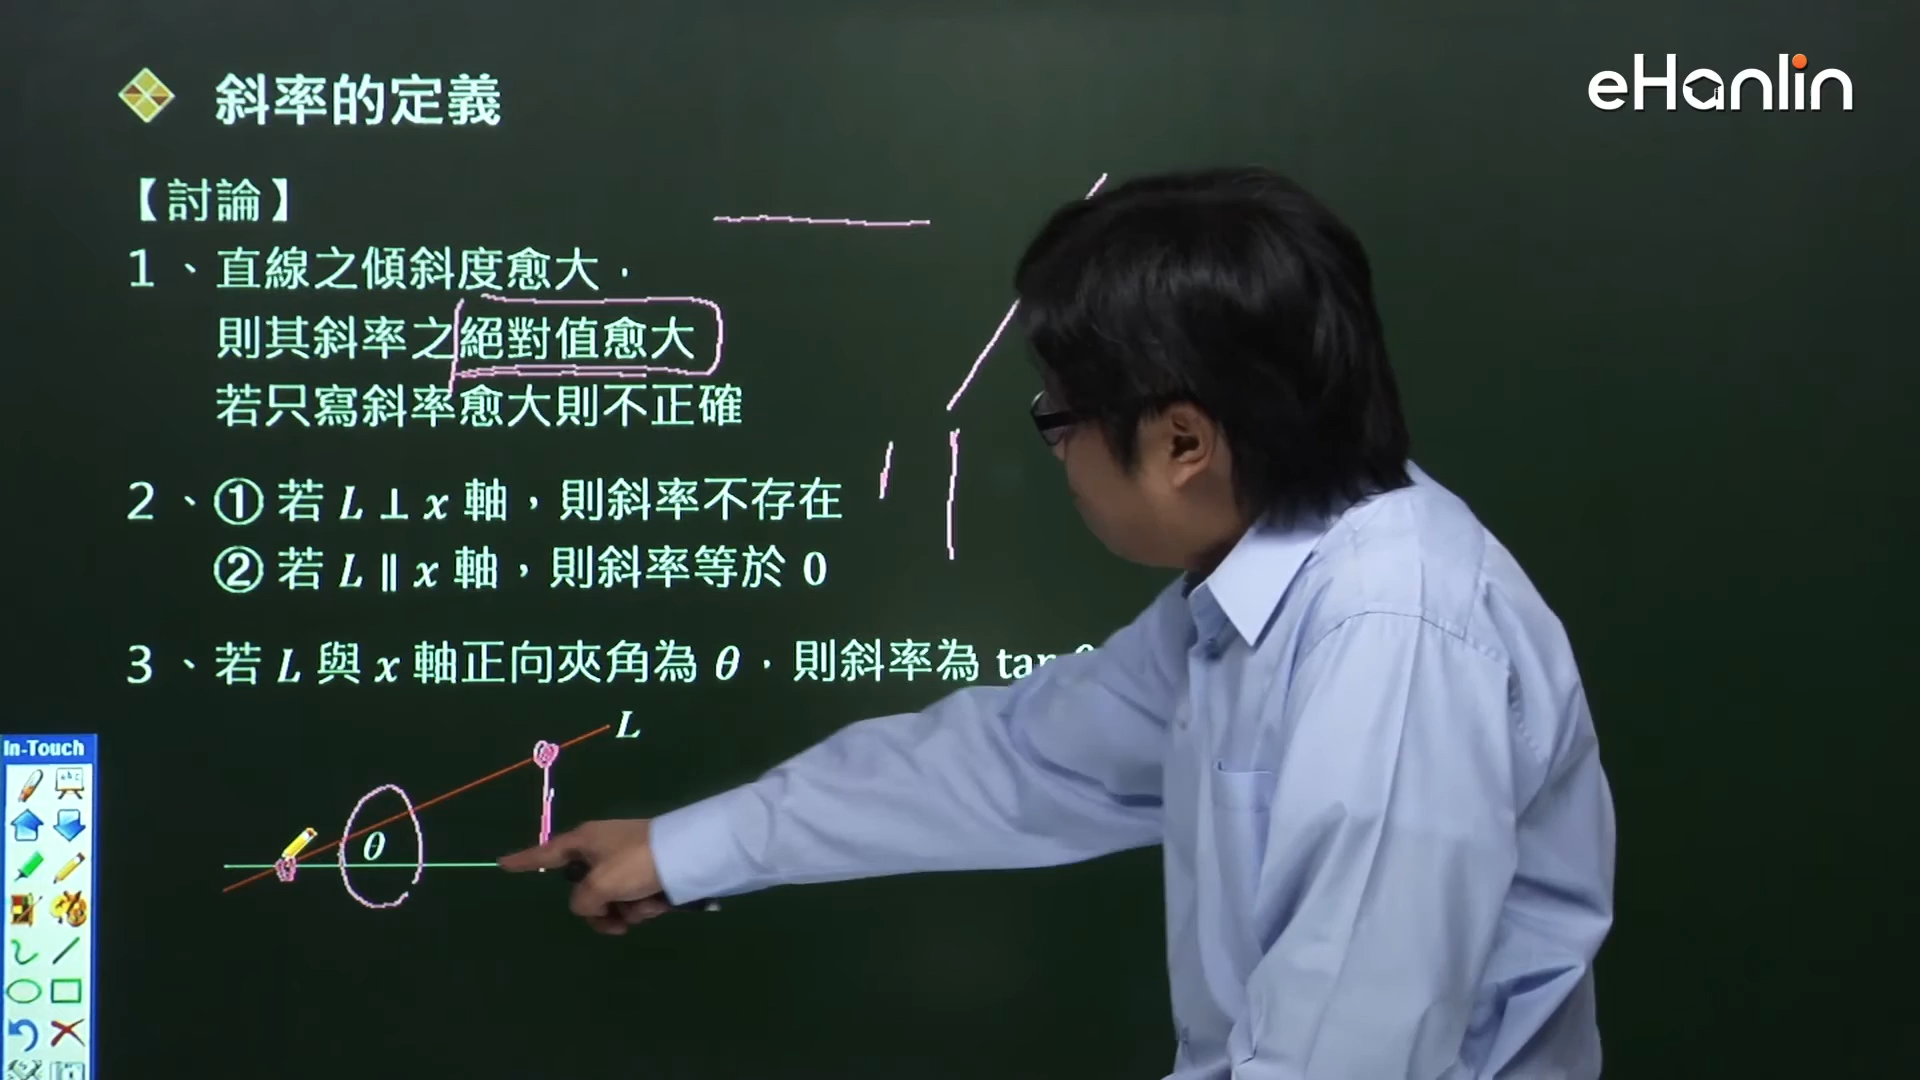 eHanlin
斜率的定義
【討論】
1、直線之傾斜度愈大，
則其斜率之絕對值愈大
若只寫斜率愈大則不正確
2、① 若 L ⊥ x 軸，則斜率不存在
② 若 L ∥ x 軸，則斜率等於 0
3、若 L 與 x 軸正向夾角為 θ，則斜率為 tan
L
θ
In-Touch